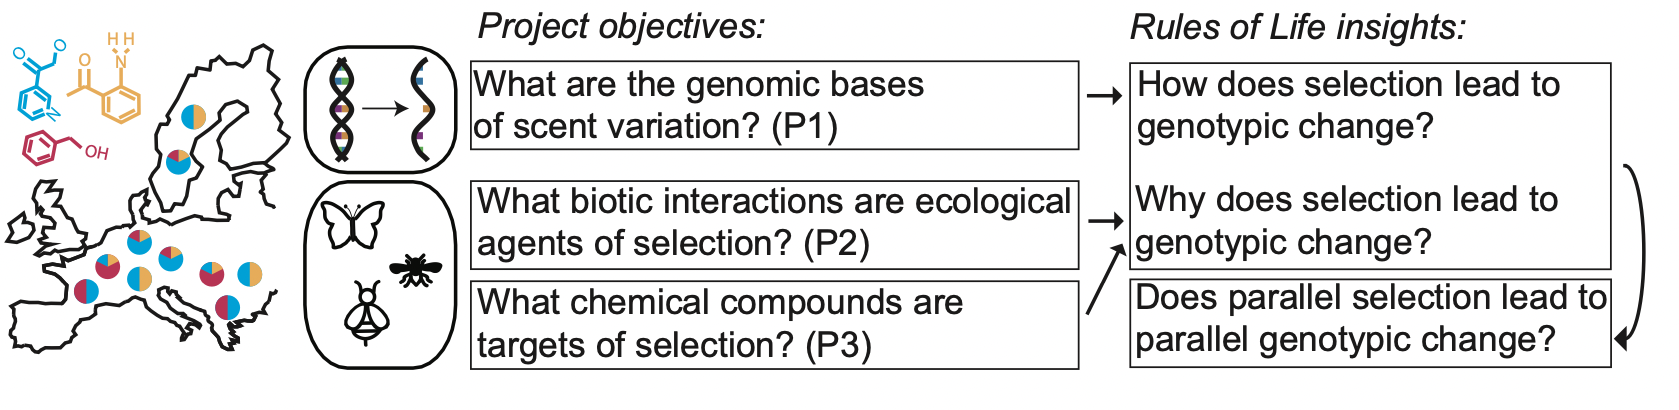 Project objectives:
Rules of Life insights:
O
O
N
O
H H
N
OH
What are the genomic bases
of scent variation? (P1)
What biotic interactions are ecological
agents of selection? (P2)
What chemical compounds are
targets of selection? (P3)
How does selection lead to
genotypic change?
Why does selection lead to
genotypic change?
Does parallel selection lead to
parallel genotypic change?